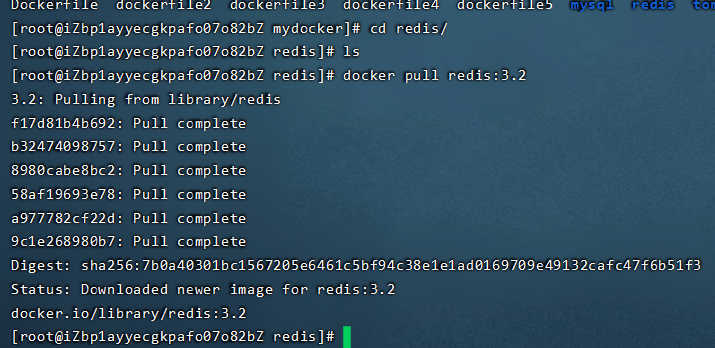 Dockerfile  dockerfile2  dockerfile3  dockerfile4  dockerfile5  mysql  redis
[root@iZbp1ayyecgkpafo07o82bZ mydocker]# cd redis/
[root@iZbp1ayyecgkpafo07o82bZ redis]# ls
[root@iZbp1ayyecgkpafo07o82bZ redis]# docker pull redis:3.2
3.2: Pulling from library/redis
f17d81b4b692: Pull complete
b32474098757: Pull complete
8980cabe8bc2: Pull complete
58af19693e78: Pull complete
a977782cf22d: Pull complete
9c1e268980b7: Pull complete
Digest: sha256:7b0a40301bc1567205e6461c5bf94c38e1e1ad0169709e49132cafc47f6b51f3
Status: Downloaded newer image for redis:3.2
docker.io/library/redis:3.2
[root@iZbp1ayyecgkpafo07o82bZ redis]#